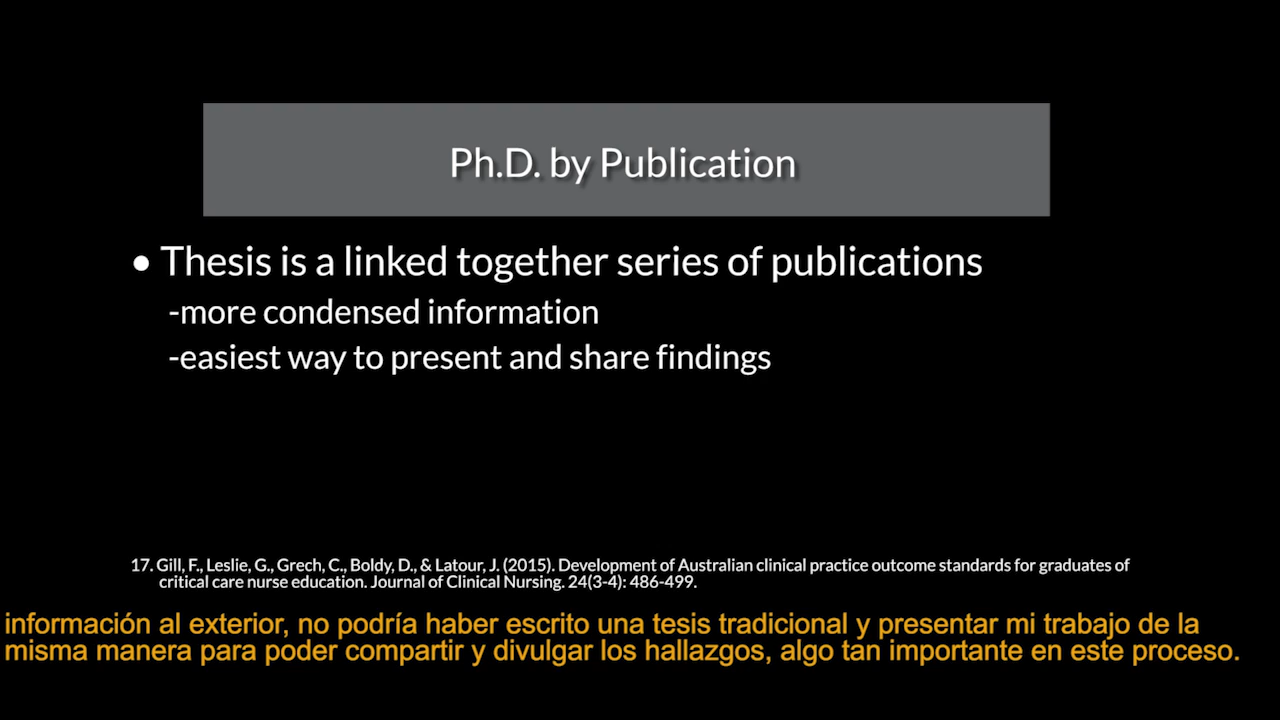 Ph.D. by Publication
• Thesis is a linked together series of publications
-more condensed information
-easiest way to present and share findings
17. Gill, F., Leslie, G., Grech, C., Boldy, D., & Latour, J. (2015). Development of Australian clinical practice outcome standards for graduates of
critical care nurse education. Journal of Clinical Nursing. 24(3-4): 486-499.
información al exterior, no podría haber escrito una tesis tradicional y presentar mi trabajo de la
misma manera para poder compartir y divulgar los hallazgos, algo tan importante en este proceso.